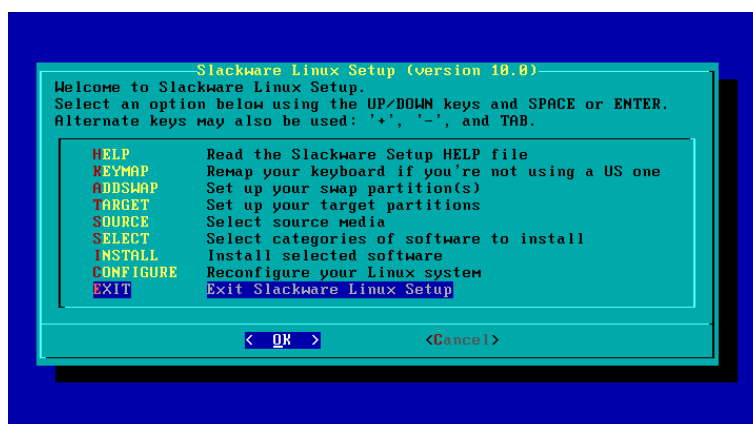 Slackware Linux Setup (version 10.0)
Welcome to Slackware Linux Setup.
Select an option below using the UP/DOWN keys and SPACE or ENTER.
Alternate keys may also be used: '+', '-', and TAB.
HELP Read the Slackware Setup HELP file
KEYMAP Remap your keyboard if you're not using a US one
ADDSWAP Set up your swap partition(s)
TARGET Set up your target partitions
SOURCE Select source media
SELECT Select categories of software to install
INSTALL Install selected software
CONFIGURE Reconfigure your Linux system
EXIT Exit Slackware Linux Setup
< OK > <Cancel>